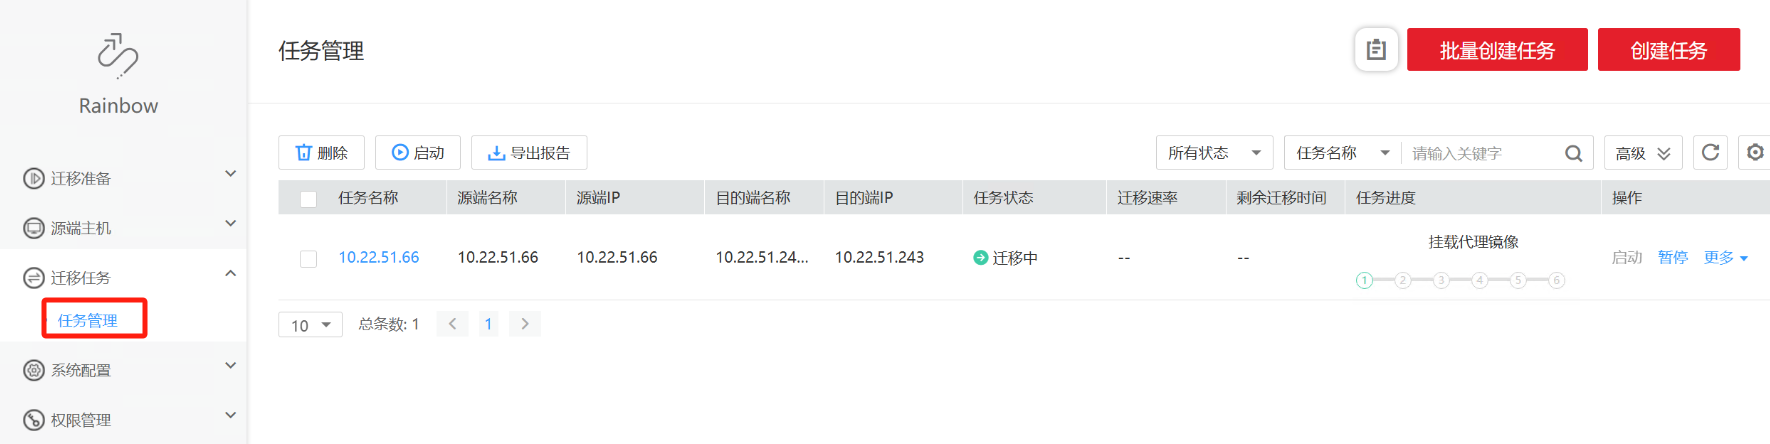 Rainbow
迁移准备
源端主机
迁移任务
任务管理
系统配置
权限管理
任务管理
批量创建任务
创建任务
删除
启动
导出报告
所有状态
任务名称
请输入关键字
高级
任务名称 源端名称 源端IP 目的端名称 目的端IP 任务状态 迁移速率 剩余迁移时间 任务进度 操作
10.22.51.66 10.22.51.66 10.22.51.66 10.22.51.24... 10.22.51.243 迁移中 -- -- 挂载代理镜像 启动 暂停 更多
1 2 3 4 5 6
10 总条数: 1 < 1 >